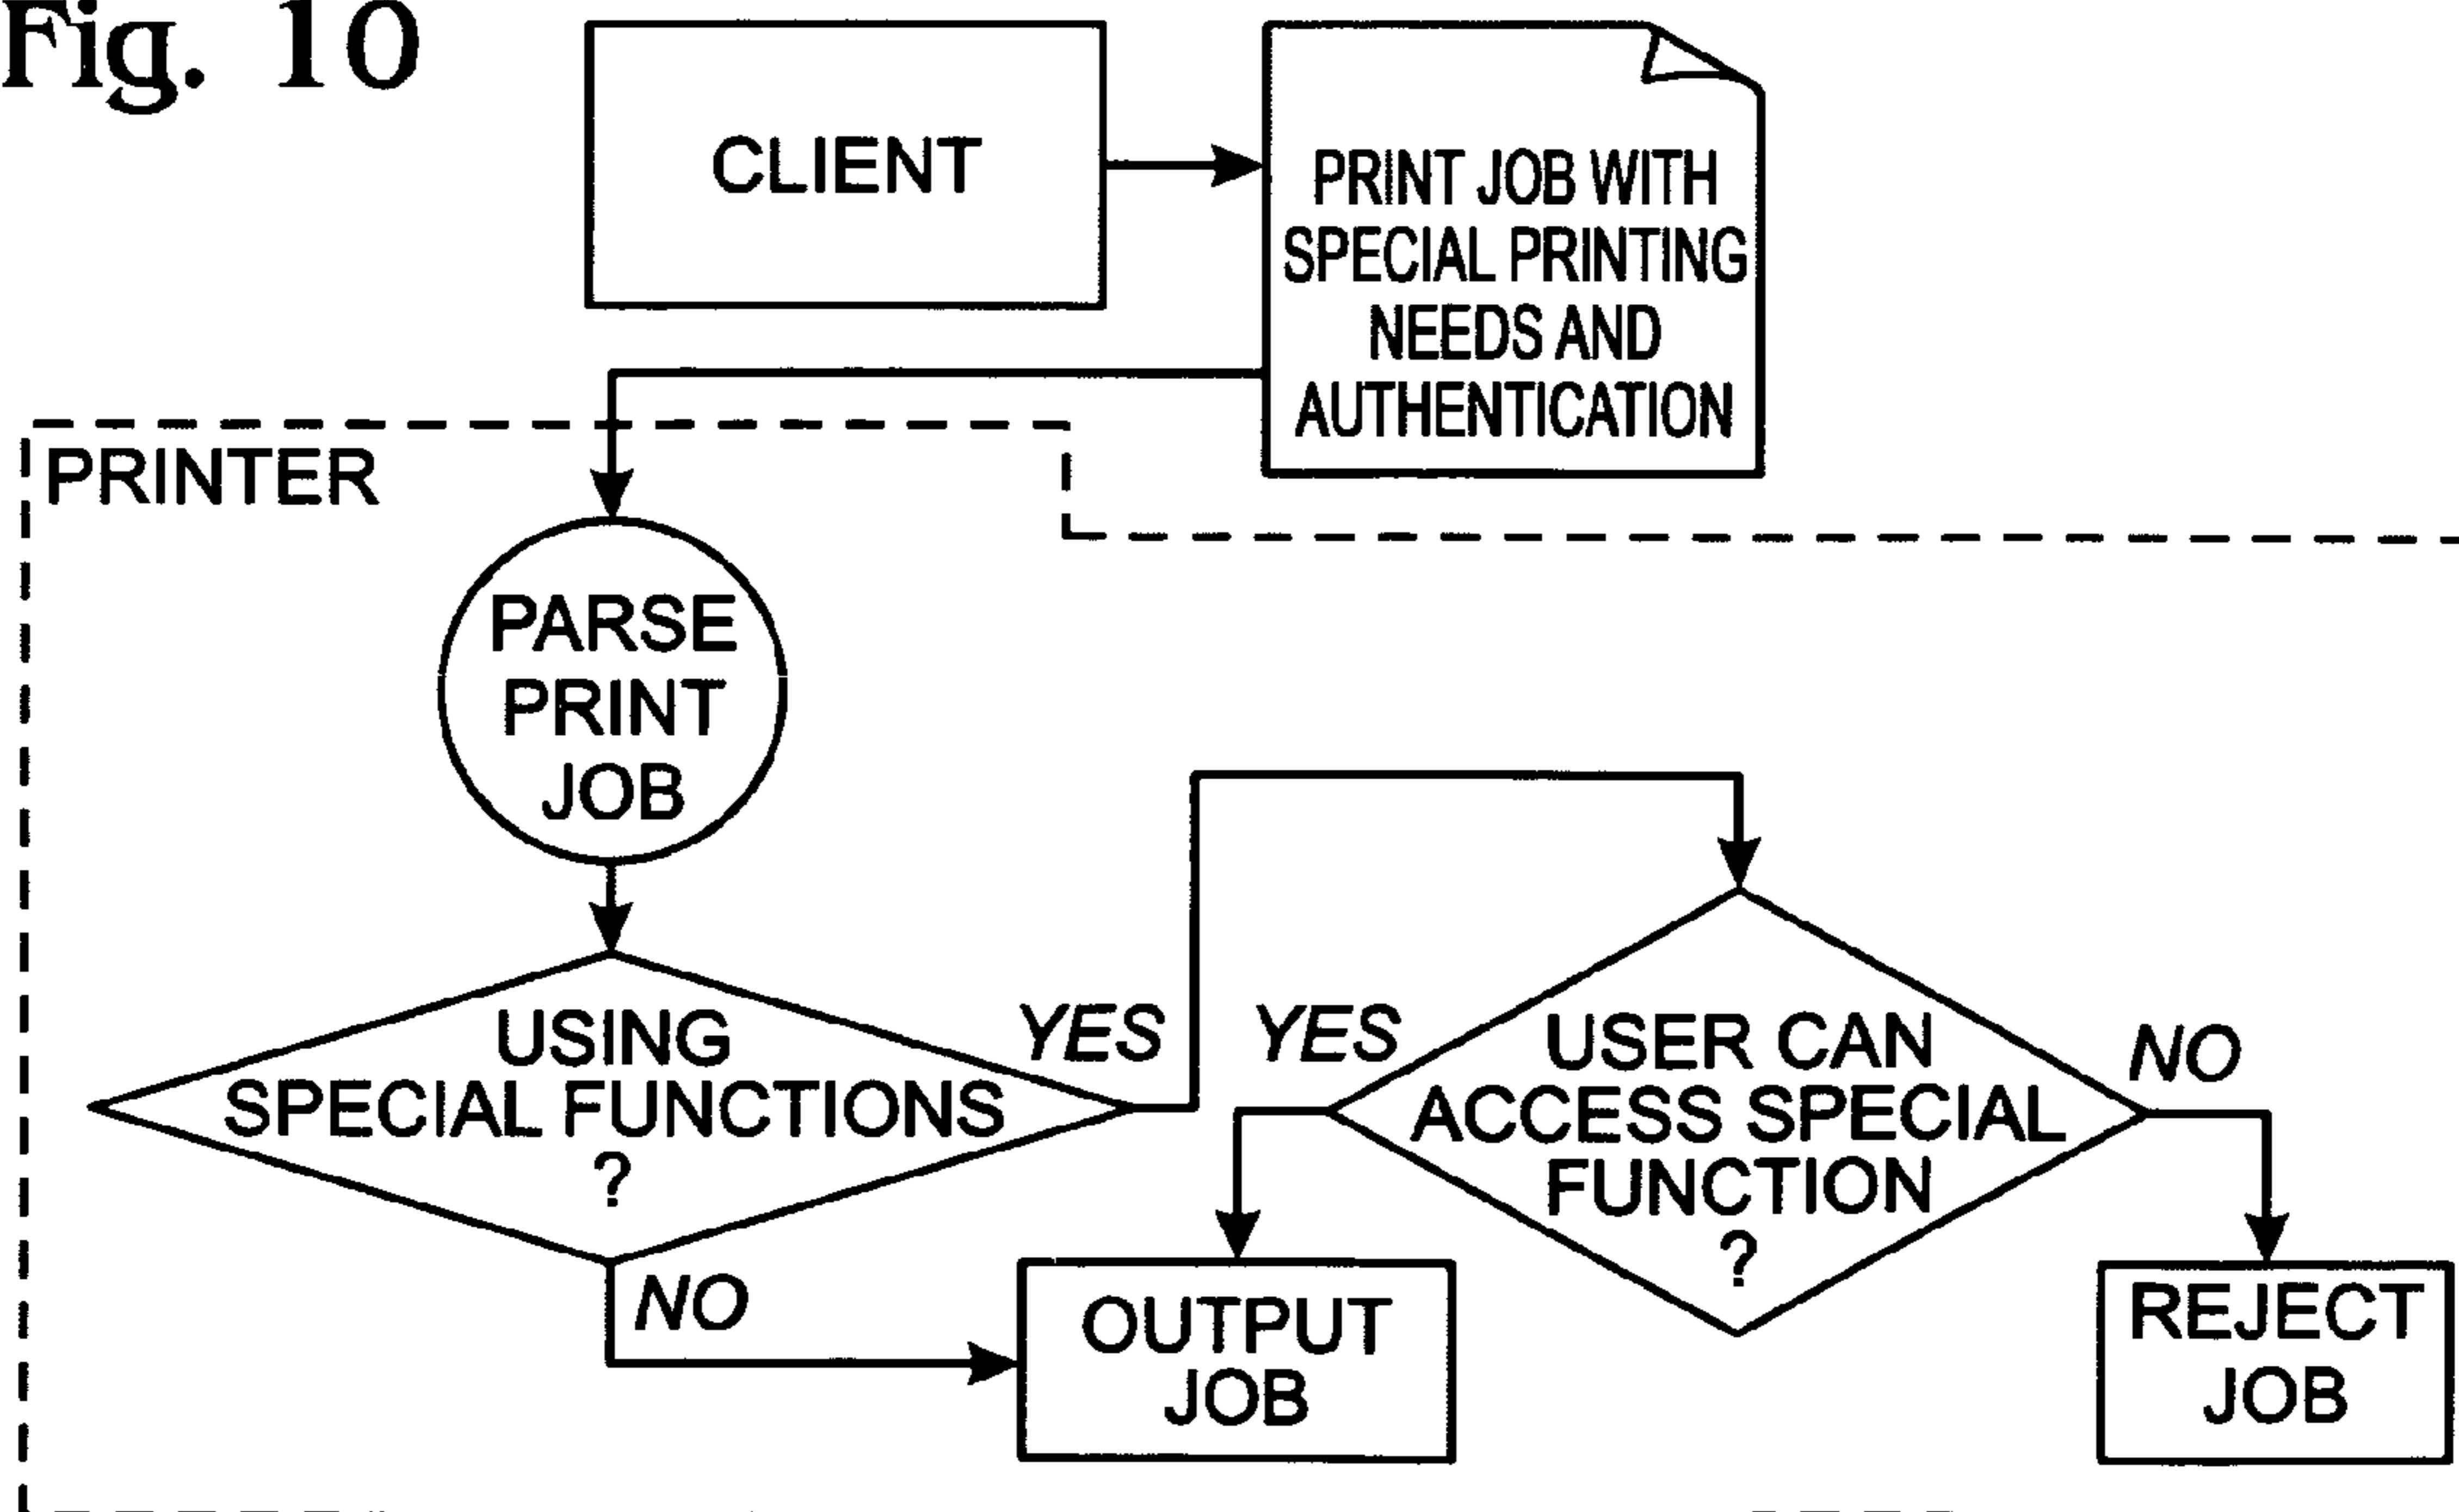 Fig. 10
CLIENT
PRINT JOB WITH
SPECIAL PRINTING
NEEDS AND
AUTHENTICATION
PRINTER
PARSE
PRINT
JOB
USING
SPECIAL FUNCTIONS
?
YES
NO
YES
USER CAN
ACCESS SPECIAL
FUNCTION
?
NO
OUTPUT
JOB
REJECT
JOB